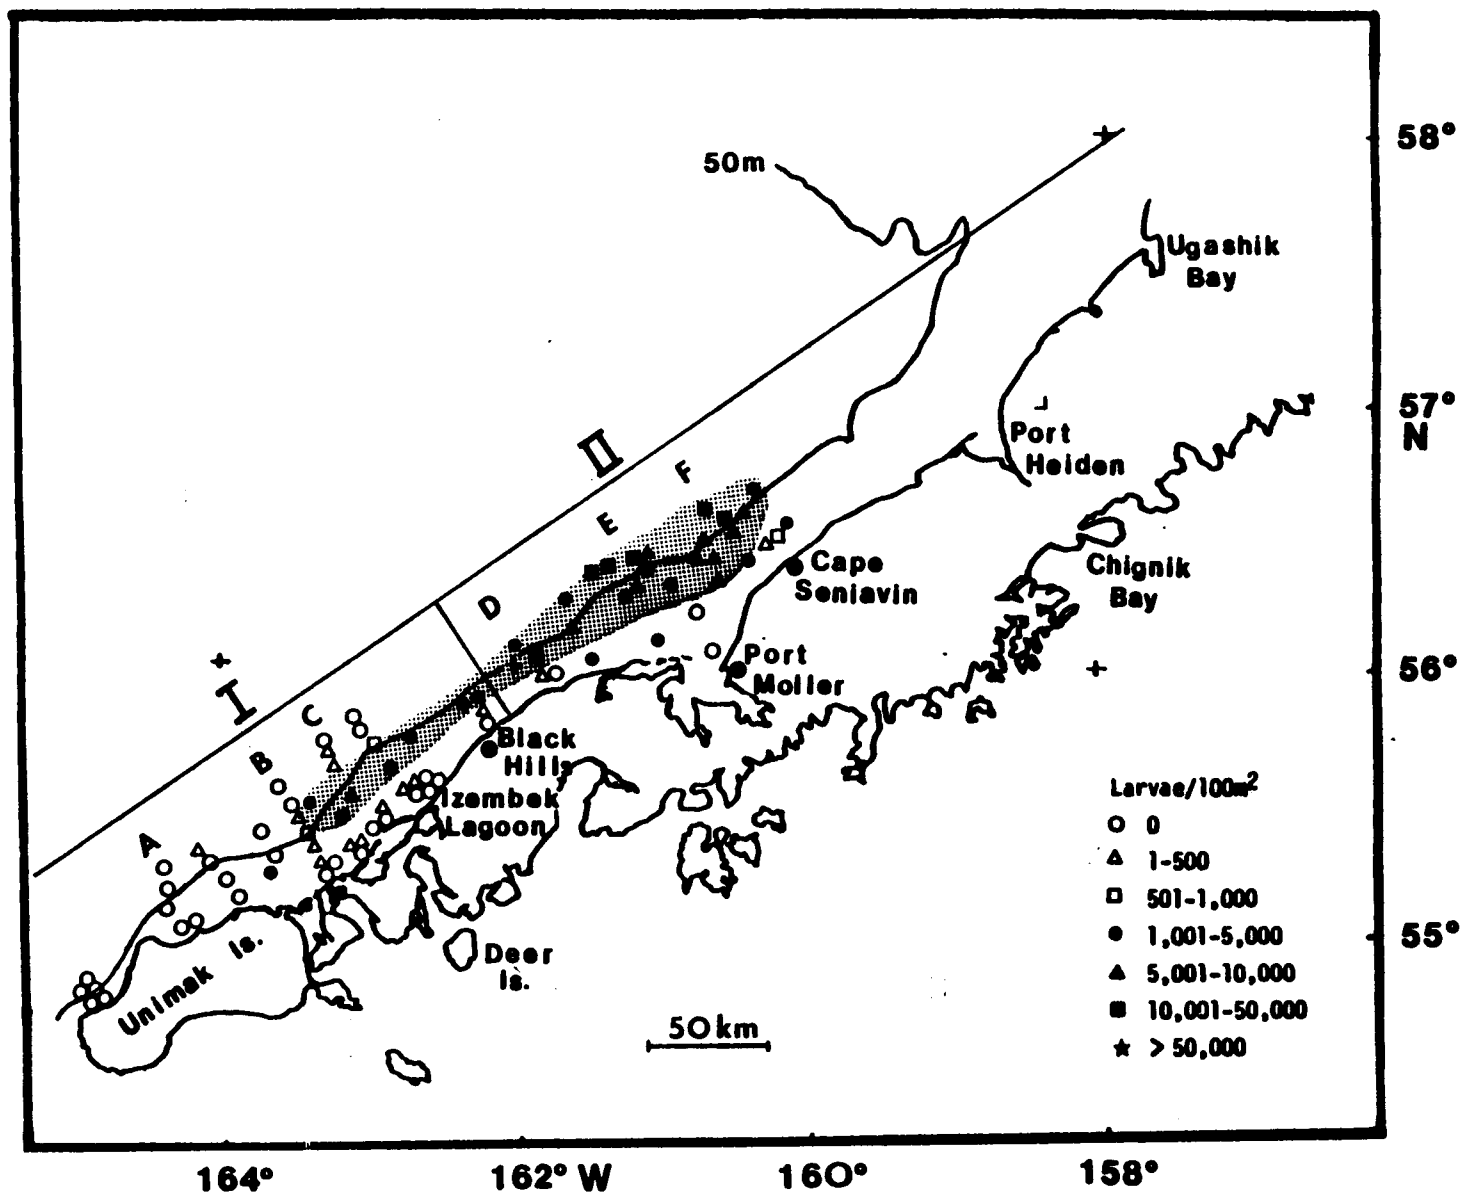 58°
50m
Ugashik
Bay
57°
N
II
F
Port
Heiden
E
Cape
Seniavin
Chignik
Bay
D
56°
Port
Moller
I
C
B
Black
Hills
Izembek
Lagoon
A
Larvae/100m²
0
1-500
501-1,000
1,001-5,000
5,001-10,000
10,001-50,000
> 50,000
55°
Unimak Is.
Deer
Is.
50km
164° 162° W 160° 158°